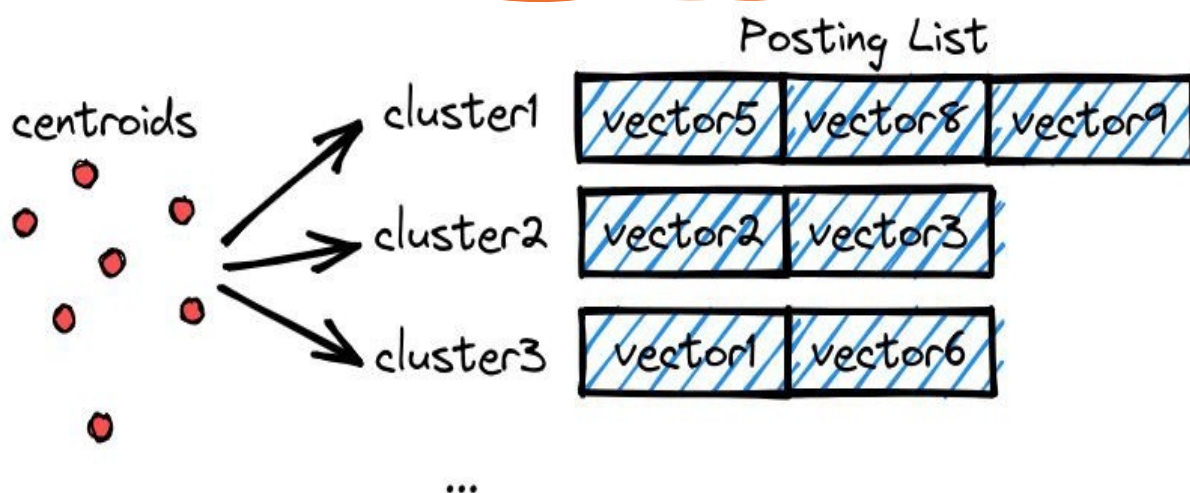 Posting List
centroids
cluster1 vector5 vector8 vector9
cluster2 vector2 vector3
cluster3 vector1 vector6
...